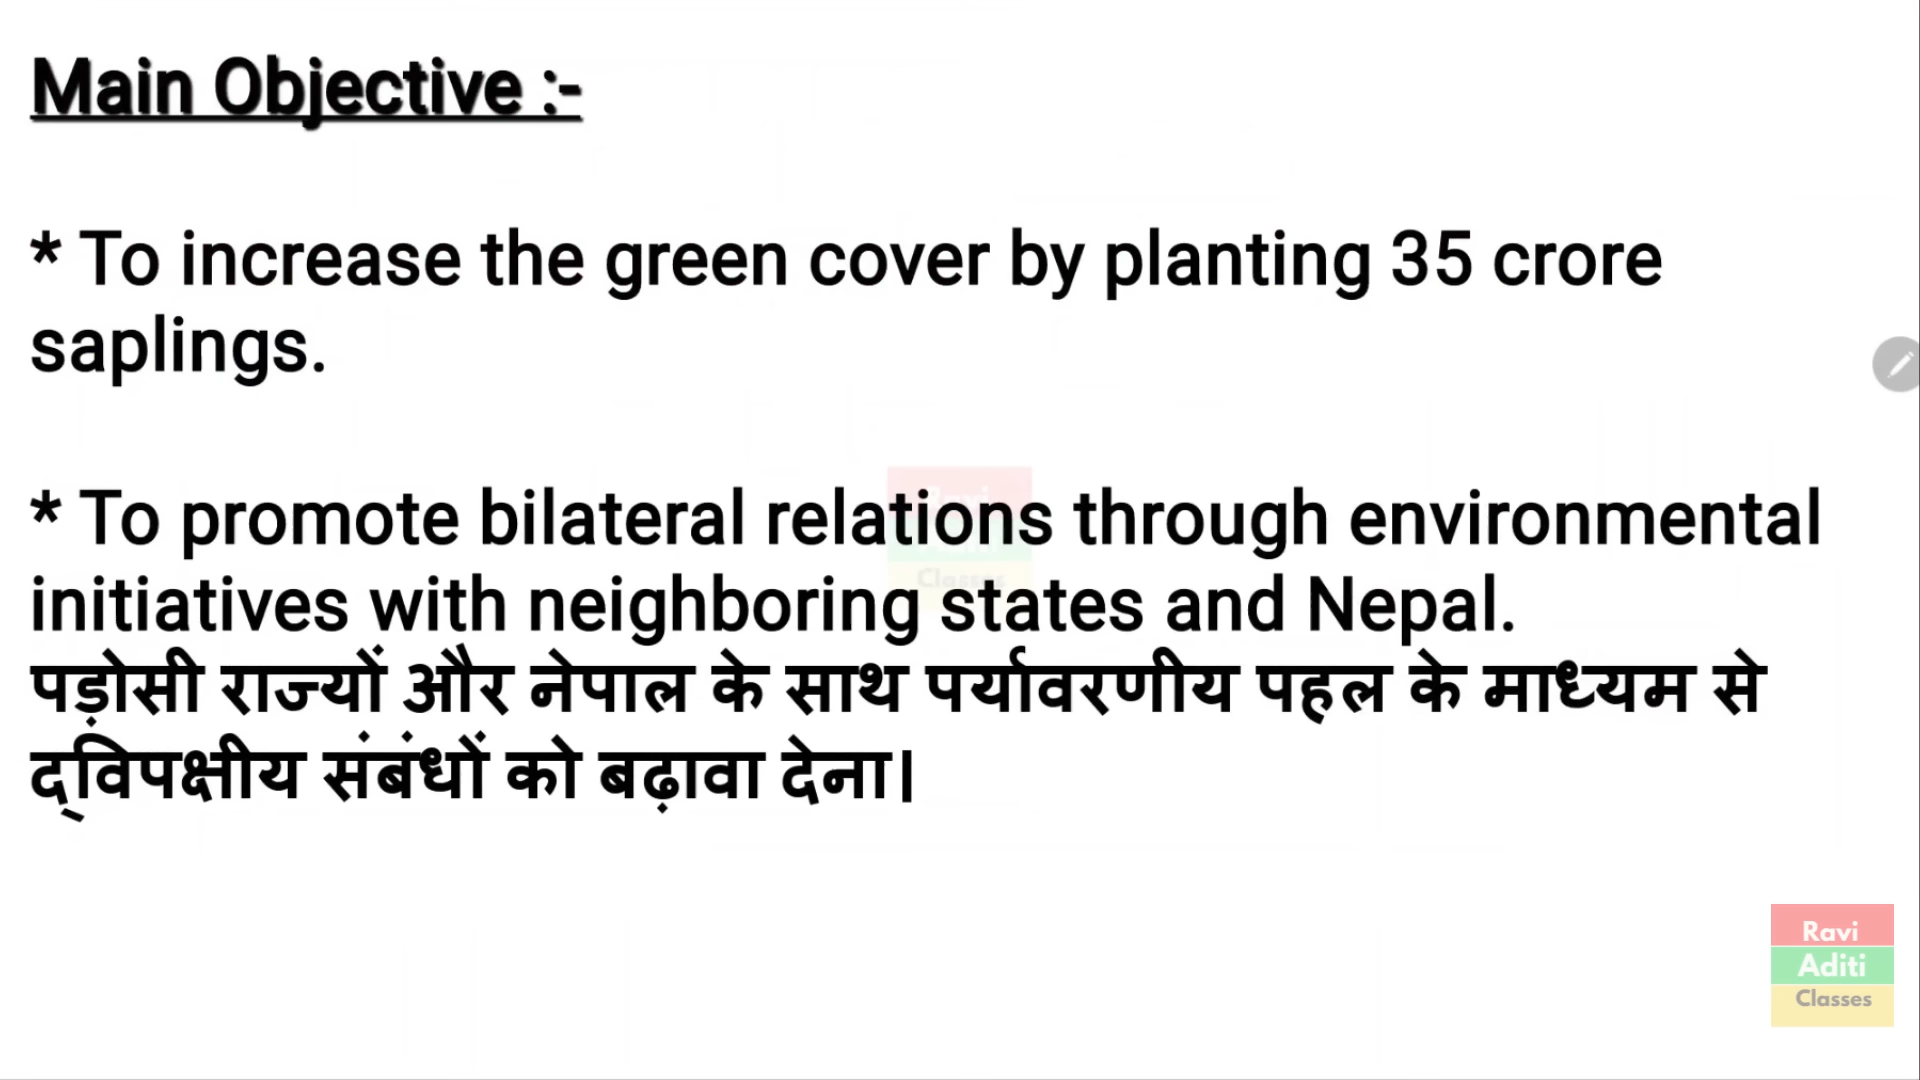 Main Objective :-
* To increase the green cover by planting 35 crore
saplings.
* To promote bilateral relations through environmental
initiatives with neighboring states and Nepal.
पड़ोसी राज्यों और नेपाल के साथ पर्यावरणीय पहल के माध्यम से
द्विपक्षीय संबंधों को बढ़ावा देना।
Ravi
Aditi
Classes